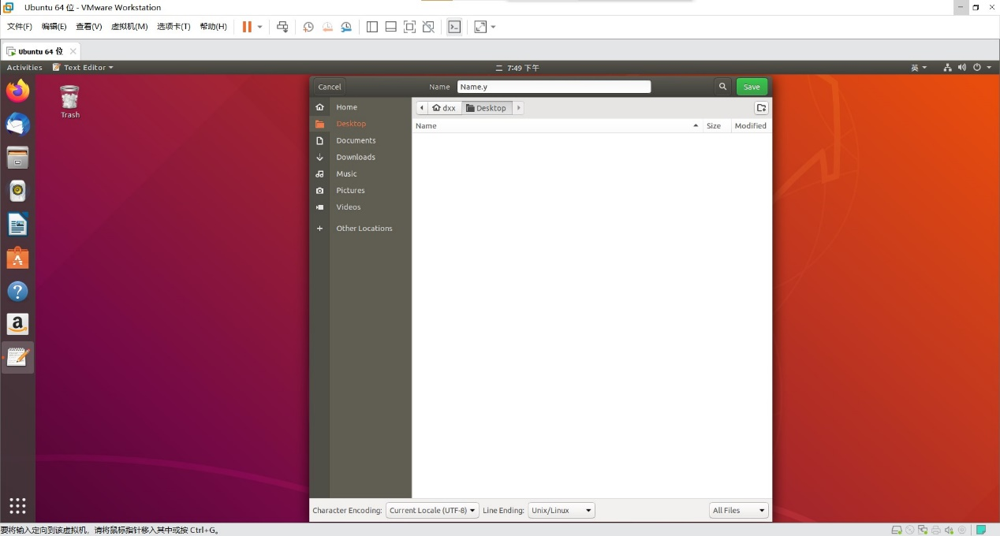 Ubuntu 64 位 - VMware Workstation
文件(F) 编辑(E) 查看(V) 虚拟机(M) 选项卡(T) 帮助(H)
Ubuntu 64 位
Activities Text Editor 二 7:49 下午 英
Cancel Name Name.y Save
Trash
Home
Desktop
Documents
Downloads
Music
Pictures
Videos
Other Locations
dxx Desktop
Name Size Modified
Character Encoding: Current Locale (UTF-8) Line Ending: Unix/Linux All Files
要将输入定向到该虚拟机，请将鼠标指针移入其中或按 Ctrl+G。